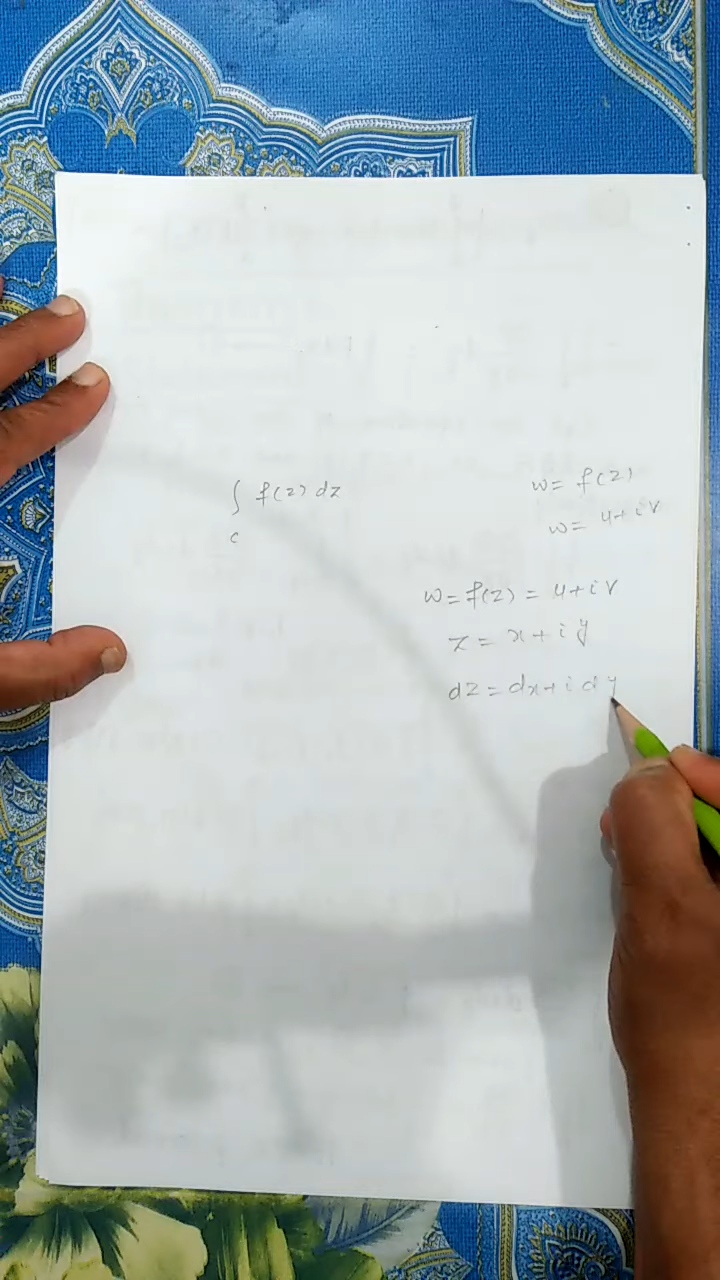 ∫ f(z) dz
c
w = f(z)
w = u + iv
w = f(z) = u + iv
z = x + iy
dz = dx + i dy